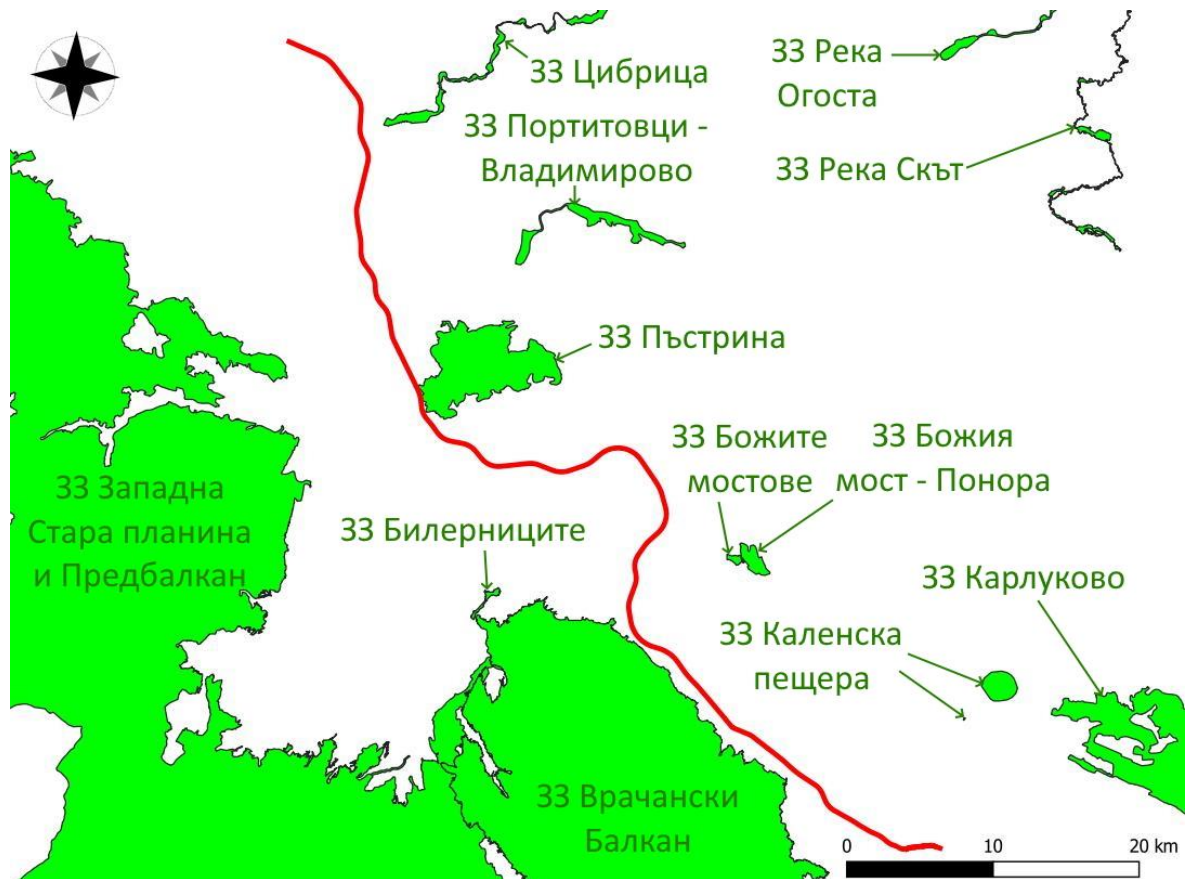 ЗЗ Цибрица
ЗЗ Река
Огоста
ЗЗ Портитовци -
Владимирово
ЗЗ Река Скът
ЗЗ Пъстрина
ЗЗ Божите
мостове
ЗЗ Божия
мост - Понора
ЗЗ Западна
Стара планина
и Предбалкан
ЗЗ Билерниците
ЗЗ Карлуково
ЗЗ Каленска
пещера
ЗЗ Врачански
Балкан
0 10 20 km